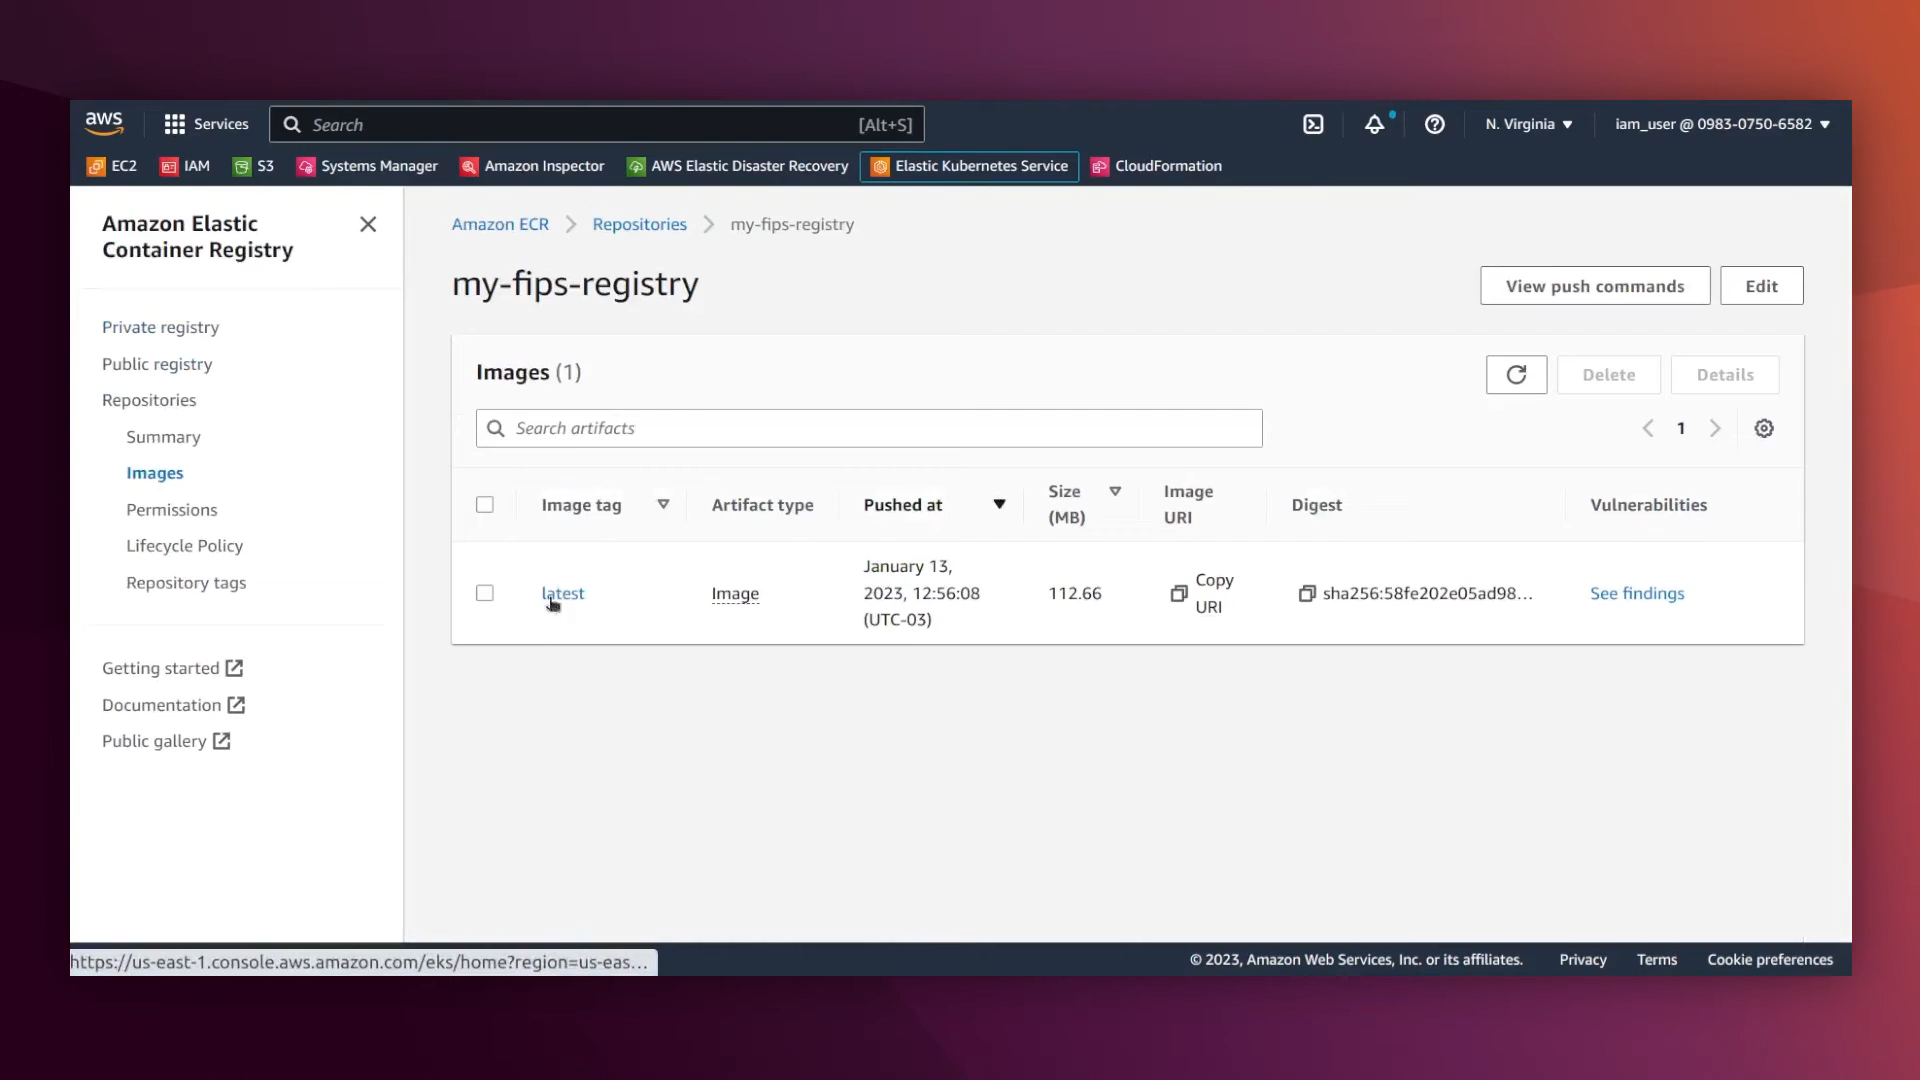 aws
Services
Search
[Alt+S]
N. Virginia
iam_user @ 0983-0750-6582
EC2
IAM
S3
Systems Manager
Amazon Inspector
AWS Elastic Disaster Recovery
Elastic Kubernetes Service
CloudFormation
Amazon Elastic
Container Registry
Private registry
Public registry
Repositories
Summary
Images
Permissions
Lifecycle Policy
Repository tags
Getting started
Documentation
Public gallery
Amazon ECR
Repositories
my-fips-registry
my-fips-registry
View push commands
Edit
Images (1)
Delete
Details
Search artifacts
1
Image tag
Artifact type
Pushed at
Size
(MB)
Image
URI
Digest
Vulnerabilities
latest
Image
January 13,
2023, 12:56:08
(UTC-03)
112.66
Copy
URI
sha256:58fe202e05ad98...
See findings
https://us-east-1.console.aws.amazon.com/eks/home?region=us-eas...
© 2023, Amazon Web Services, Inc. or its affiliates.
Privacy
Terms
Cookie preferences